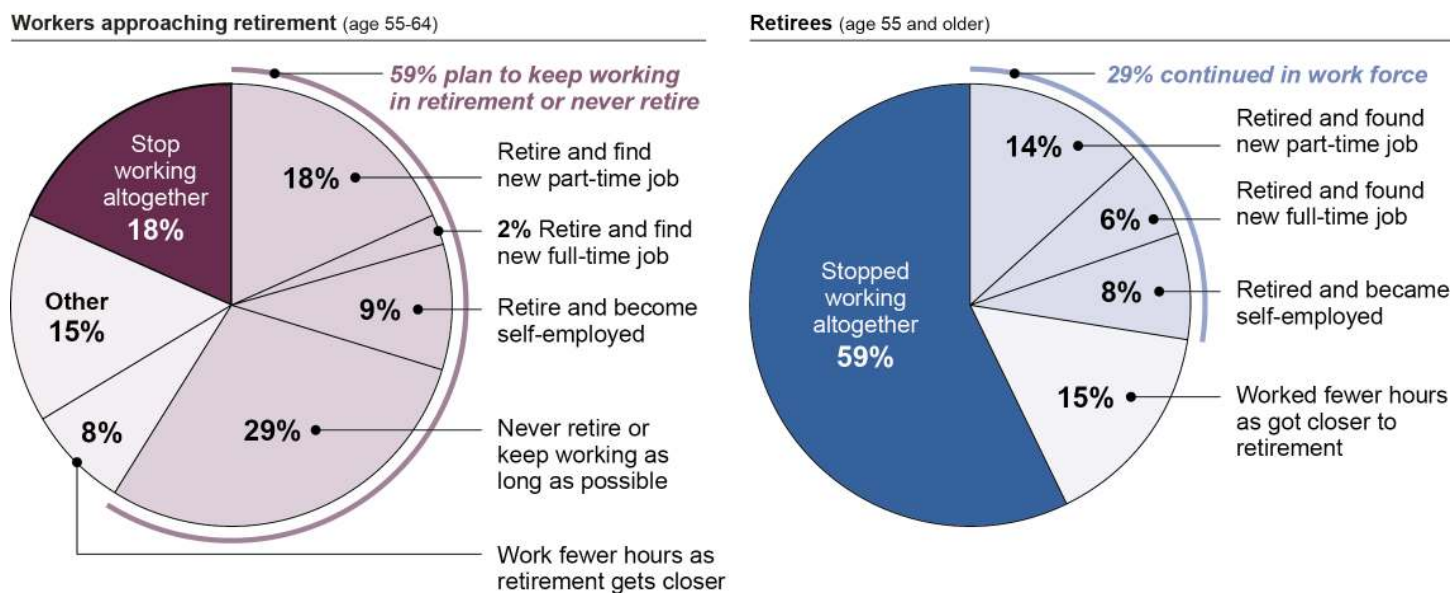 Workers approaching retirement (age 55-64)
59% plan to keep working
in retirement or never retire
Stop
working
altogether
18%
18%
Retire and find
new part-time job
2% Retire and find
new full-time job
9%
Retire and become
self-employed
Other
15%
29%
Never retire or
keep working as
long as possible
8%
Work fewer hours as
retirement gets closer
Retirees (age 55 and older)
29% continued in work force
14%
Retired and found
new part-time job
6%
Retired and found
new full-time job
8%
Retired and became
self-employed
Stopped
working
altogether
59%
15%
Worked fewer hours
as got closer to
retirement